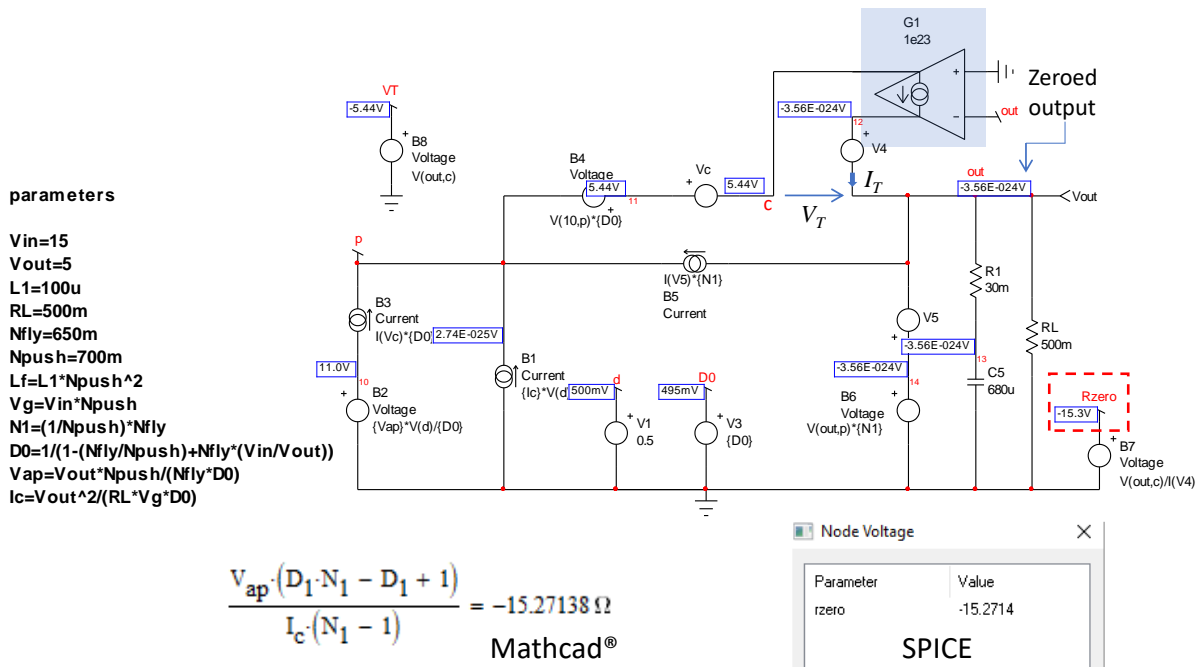 G1
1e23
Zeroed
output
VT
-5.44V
+
B8
Voltage
V(out,c)
-3.56E-024V
12
+
V4
+
−
out
I_T
B4
Voltage
+
5.44V
11
V(10,p)*{D0}
Vc
+
5.44V
c
V_T
out
-3.56E-024V
Vout
parameters
Vin=15
Vout=5
L1=100u
RL=500m
Nfly=650m
Npush=700m
Lf=L1*Npush^2
Vg=Vin*Npush
N1=(1/Npush)*Nfly
D0=1/(1-(Nfly/Npush)+Nfly*(Vin/Vout))
Vap=Vout*Npush/(Nfly*D0)
Ic=Vout^2/(RL*Vg*D0)
p
I(V5)*{N1}
B5
Current
R1
30m
B3
Current
I(Vc)*{D0}
2.74E-025V
V5
+
-3.56E-024V
13
RL
500m
11.0V
10
+
B2
Voltage
{Vap}*V(d)/{D0}
B1
Current
{Ic}*V(d
500mV
d
+
V1
0.5
495mV
D0
+
V3
{D0}
-3.56E-024V
14
+
B6
Voltage
V(out,p)*{N1}
C5
680u
Rzero
-15.3V
+
B7
Voltage
V(out,c)/I(V4)
V_ap·(D_1·N_1 − D_1 + 1)
I_c·(N_1 − 1)
= −15.27138 Ω
Mathcad®
Node Voltage
Parameter Value
rzero -15.2714
SPICE